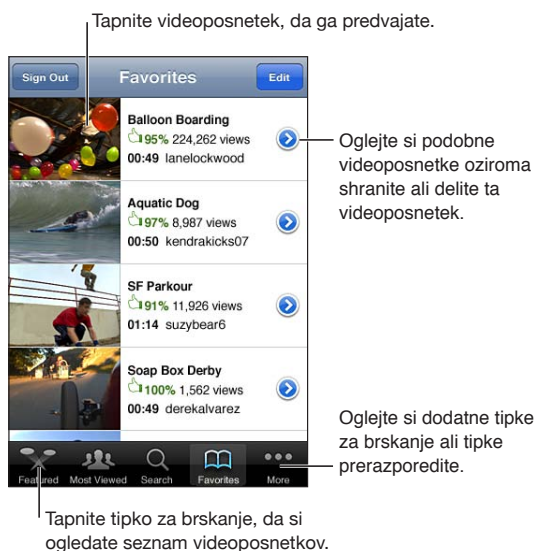 Tapnite videoposnetek, da ga predvajate.
Sign Out
Favorites
Edit
Balloon Boarding
95% 224,262 views
00:49 lanelockwood
Oglejte si podobne
videoposnetke oziroma
shranite ali delite ta
videoposnetek.
Aquatic Dog
97% 8,987 views
00:50 kendrakicks07
SF Parkour
91% 11,926 views
01:14 suzybear6
Soap Box Derby
100% 1,562 views
00:49 derekalvarez
Oglejte si dodatne tipke
za brskanje ali tipke
prerazporedite.
Featured
Most Viewed
Search
Favorites
More
Tapnite tipko za brskanje, da si
ogledate seznam videoposnetkov.